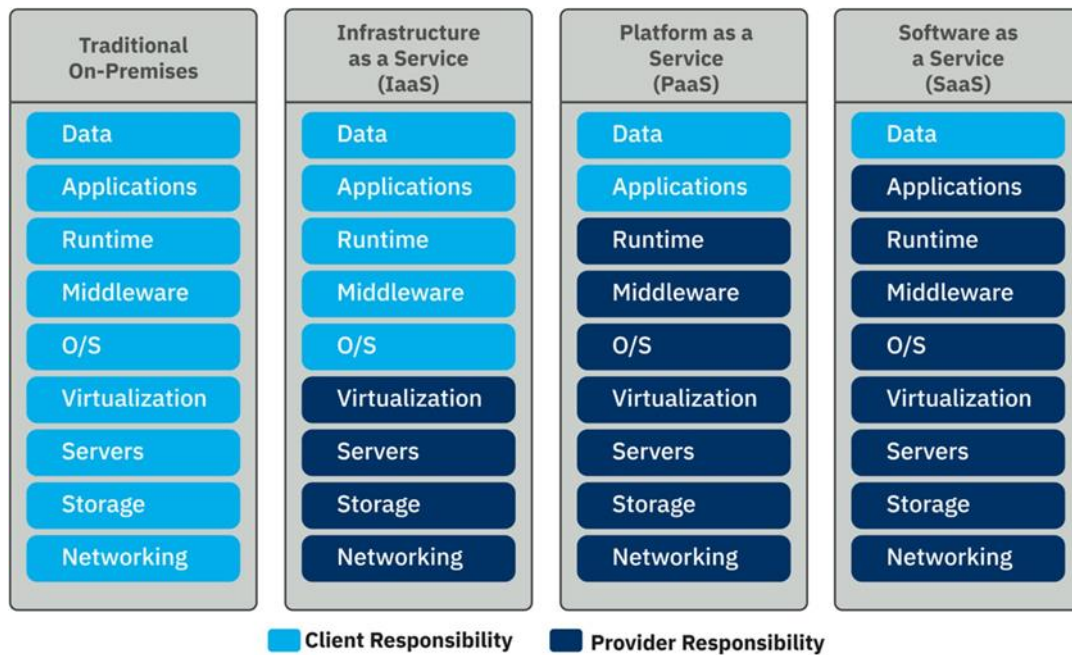 Traditional
On-Premises
Data
Applications
Runtime
Middleware
O/S
Virtualization
Servers
Storage
Networking
Infrastructure
as a Service
(IaaS)
Data
Applications
Runtime
Middleware
O/S
Virtualization
Servers
Storage
Networking
Platform as a
Service
(PaaS)
Data
Applications
Runtime
Middleware
O/S
Virtualization
Servers
Storage
Networking
Software as
a Service
(SaaS)
Data
Applications
Runtime
Middleware
O/S
Virtualization
Servers
Storage
Networking
Client Responsibility
Provider Responsibility